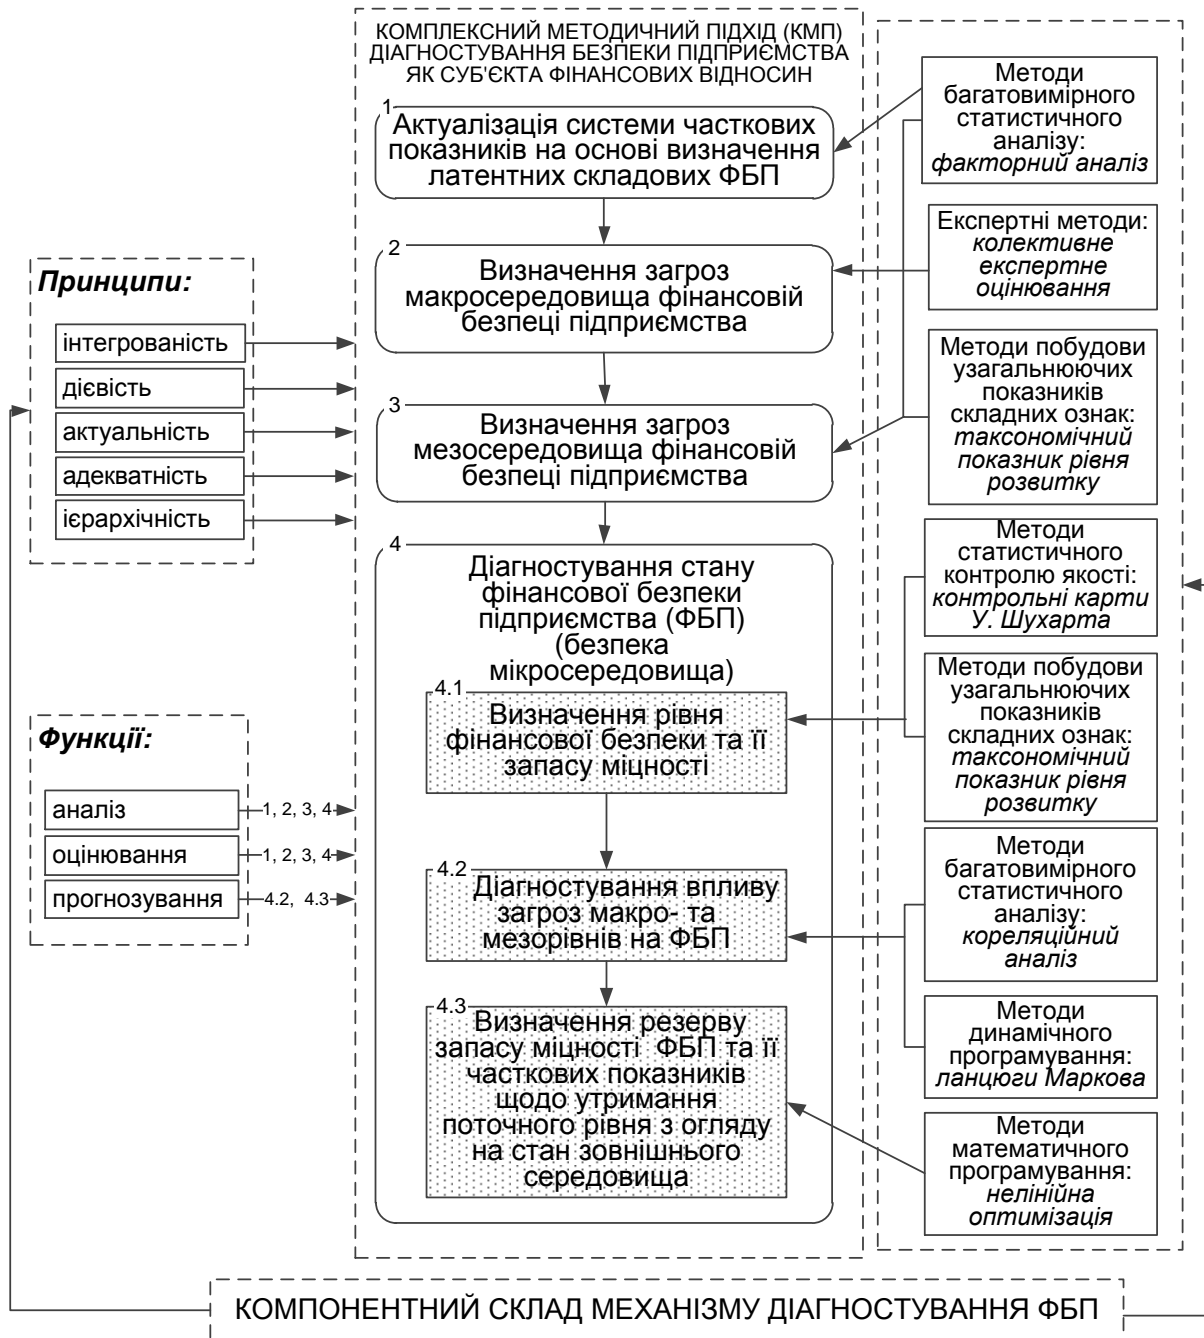 КОМПЛЕКСНИЙ МЕТОДИЧНИЙ ПІДХІД (КМП)
ДІАГНОСТУВАННЯ БЕЗПЕКИ ПІДПРИЄМСТВА
ЯК СУБ'ЄКТА ФІНАНСОВИХ ВІДНОСИН
1
Актуалізація системи часткових
показників на основі визначення
латентних складових ФБП
2
Визначення загроз
макросередовища фінансовій
безпеці підприємства
3
Визначення загроз
мезосередовища фінансовій
безпеці підприємства
4
Діагностування стану
фінансової безпеки
підприємства (ФБП)
(безпека
мікросередовища)
4.1
Визначення рівня
фінансової безпеки та її
запасу міцності
4.2
Діагностування впливу
загроз макро- та
мезорівнів на ФБП
4.3
Визначення резерву
запасу міцності ФБП та її
часткових показників
щодо утримання
поточного рівня з огляду
на стан зовнішнього
середовища
Принципи:
інтегрованість
дієвість
актуальність
адекватність
ієрархічність
Функції:
аналіз
1, 2, 3, 4
оцінювання
1, 2, 3, 4
прогнозування
4.2, 4.3
Методи
багатовимірного
статистичного
аналізу:
факторний аналіз
Експертні методи:
колективне
експертне
оцінювання
Методи побудови
узагальнюючих
показників
складних ознак:
таксономічний
показник рівня
розвитку
Методи
статистичного
контролю якості:
контрольні карти
У. Шухарта
Методи побудови
узагальнюючих
показників
складних ознак:
таксономічний
показник рівня
розвитку
Методи
багатовимірного
статистичного
аналізу:
кореляційний
аналіз
Методи
динамічного
програмування:
ланцюги Маркова
Методи
математичного
програмування:
нелінійна
оптимізація
КОМПОНЕНТНИЙ СКЛАД МЕХАНІЗМУ ДІАГНОСТУВАННЯ ФБП